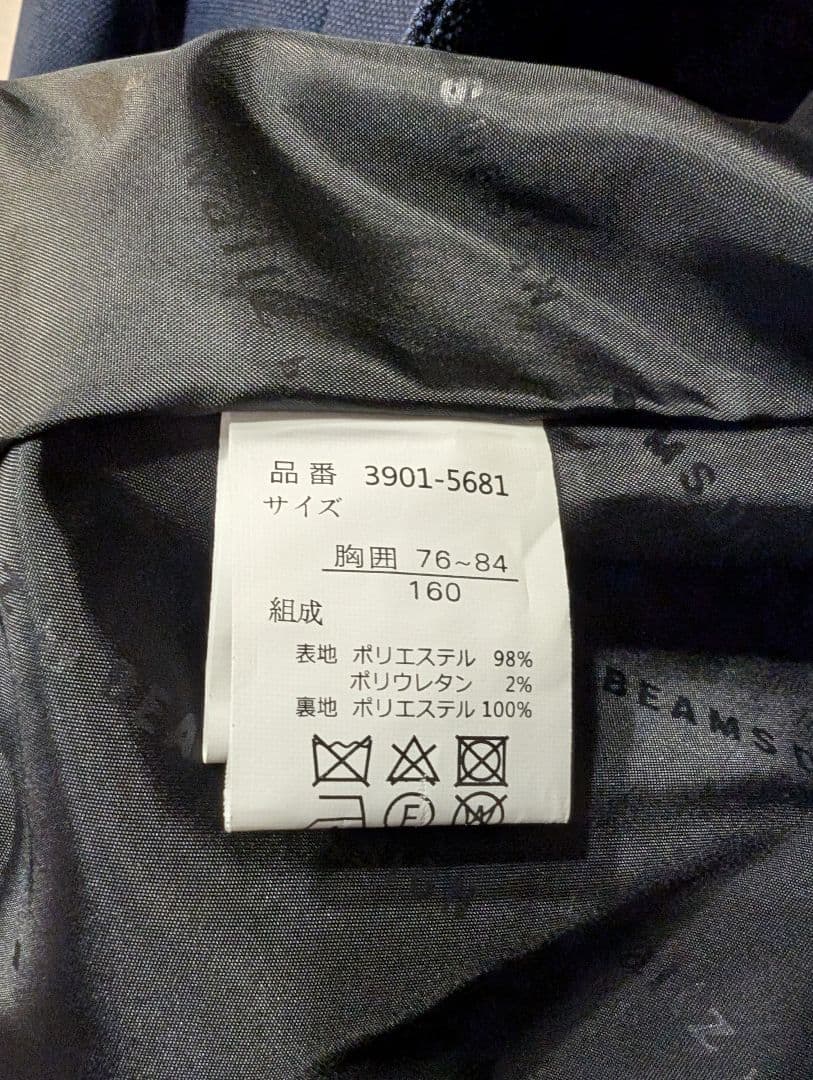 品番 3901-5681
サイズ
胸囲 76~84
160
組成
表地 ポリエステル 98%
ポリウレタン 2%
裏地 ポリエステル 100%
BEAMS